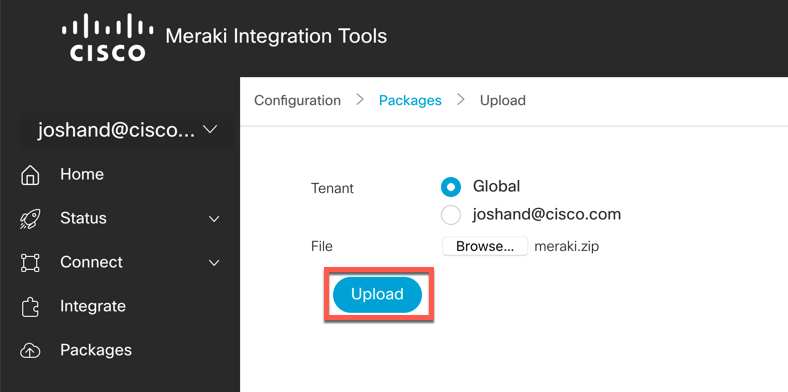 CISCO Meraki Integration Tools
joshand@cisco...
Home
Status
Connect
Integrate
Packages
Configuration > Packages > Upload
Tenant Global
joshand@cisco.com
File Browse... meraki.zip
Upload